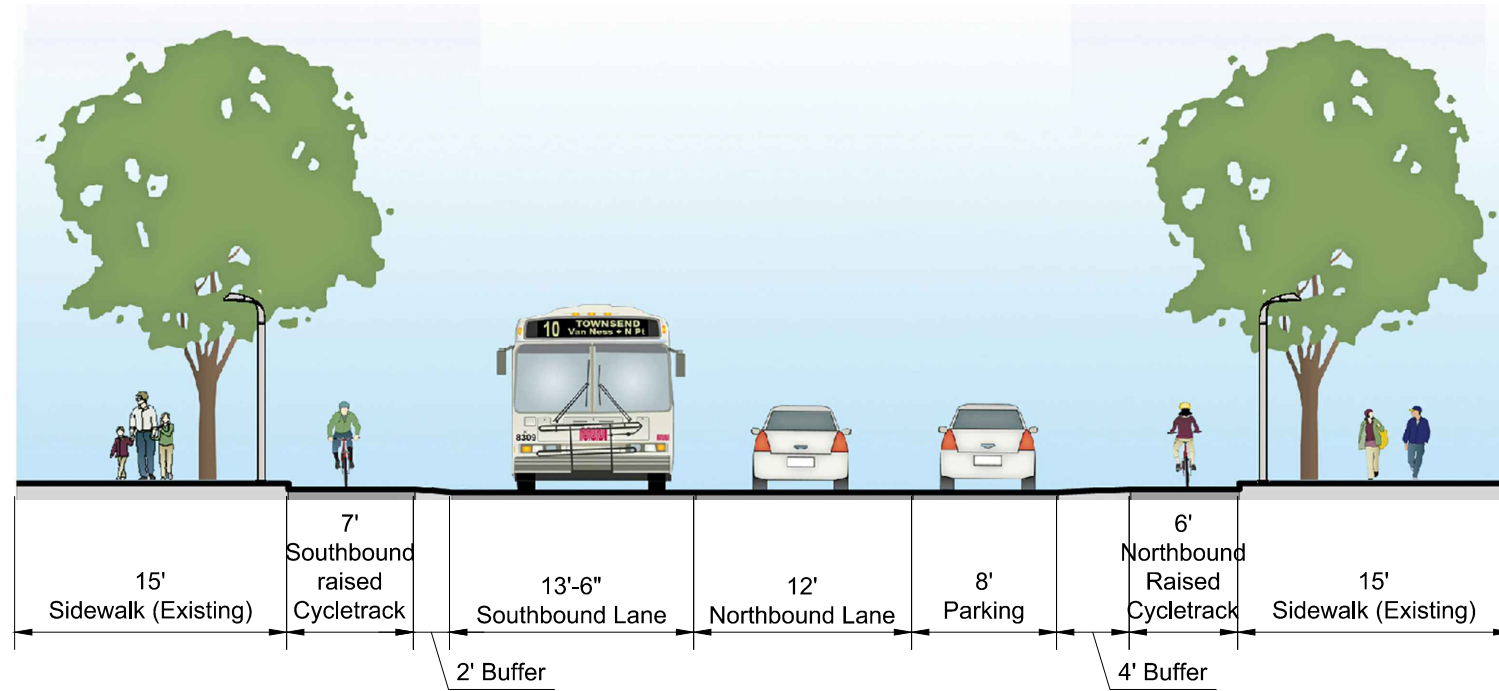 10 TOWNSEND
Van Ness + N Pt
8309
15'
Sidewalk (Existing)
7'
Southbound
raised
Cycletrack
2' Buffer
13'-6"
Southbound Lane
12'
Northbound Lane
8'
Parking
4' Buffer
6'
Northbound
Raised
Cycletrack
15'
Sidewalk (Existing)